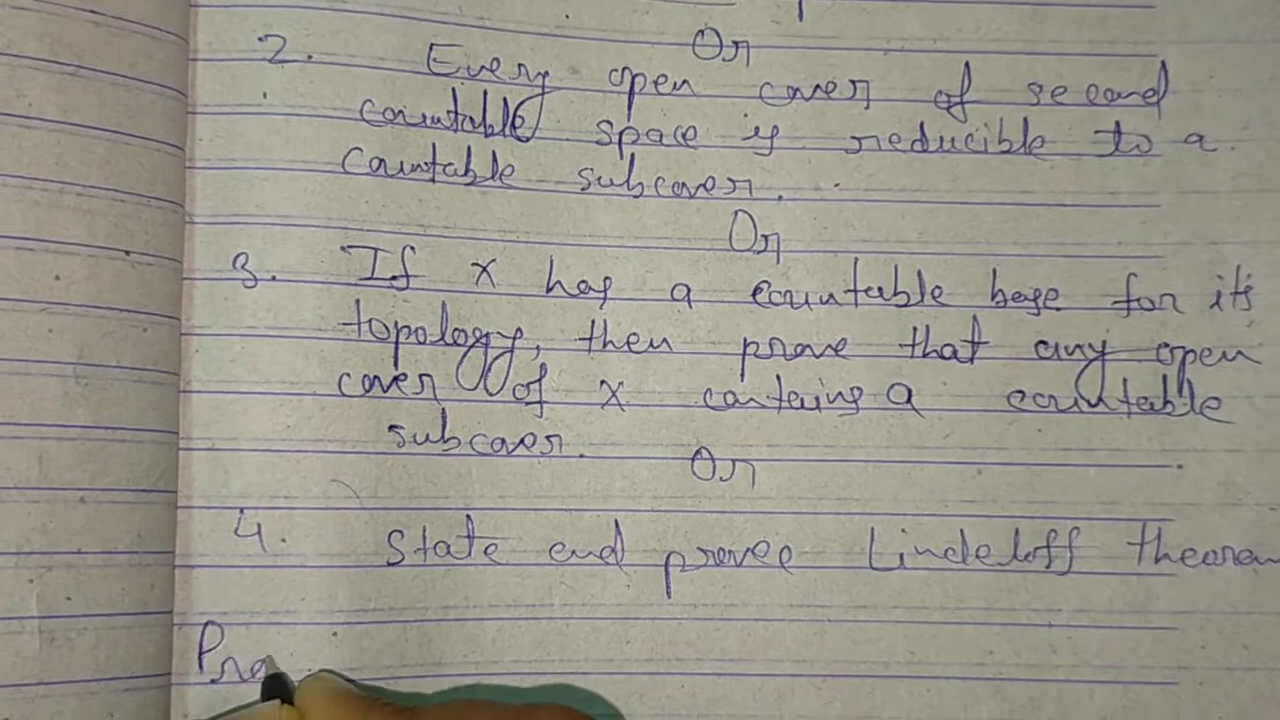 Or
2. Every open cover of second
countable space is reducible to a
countable subcover.
Or
3. If x has a countable base for its
topology, then prove that any open
cover of x contains a countable
subcover.
Or
4. State and prove Lindeloff theorem
Pro